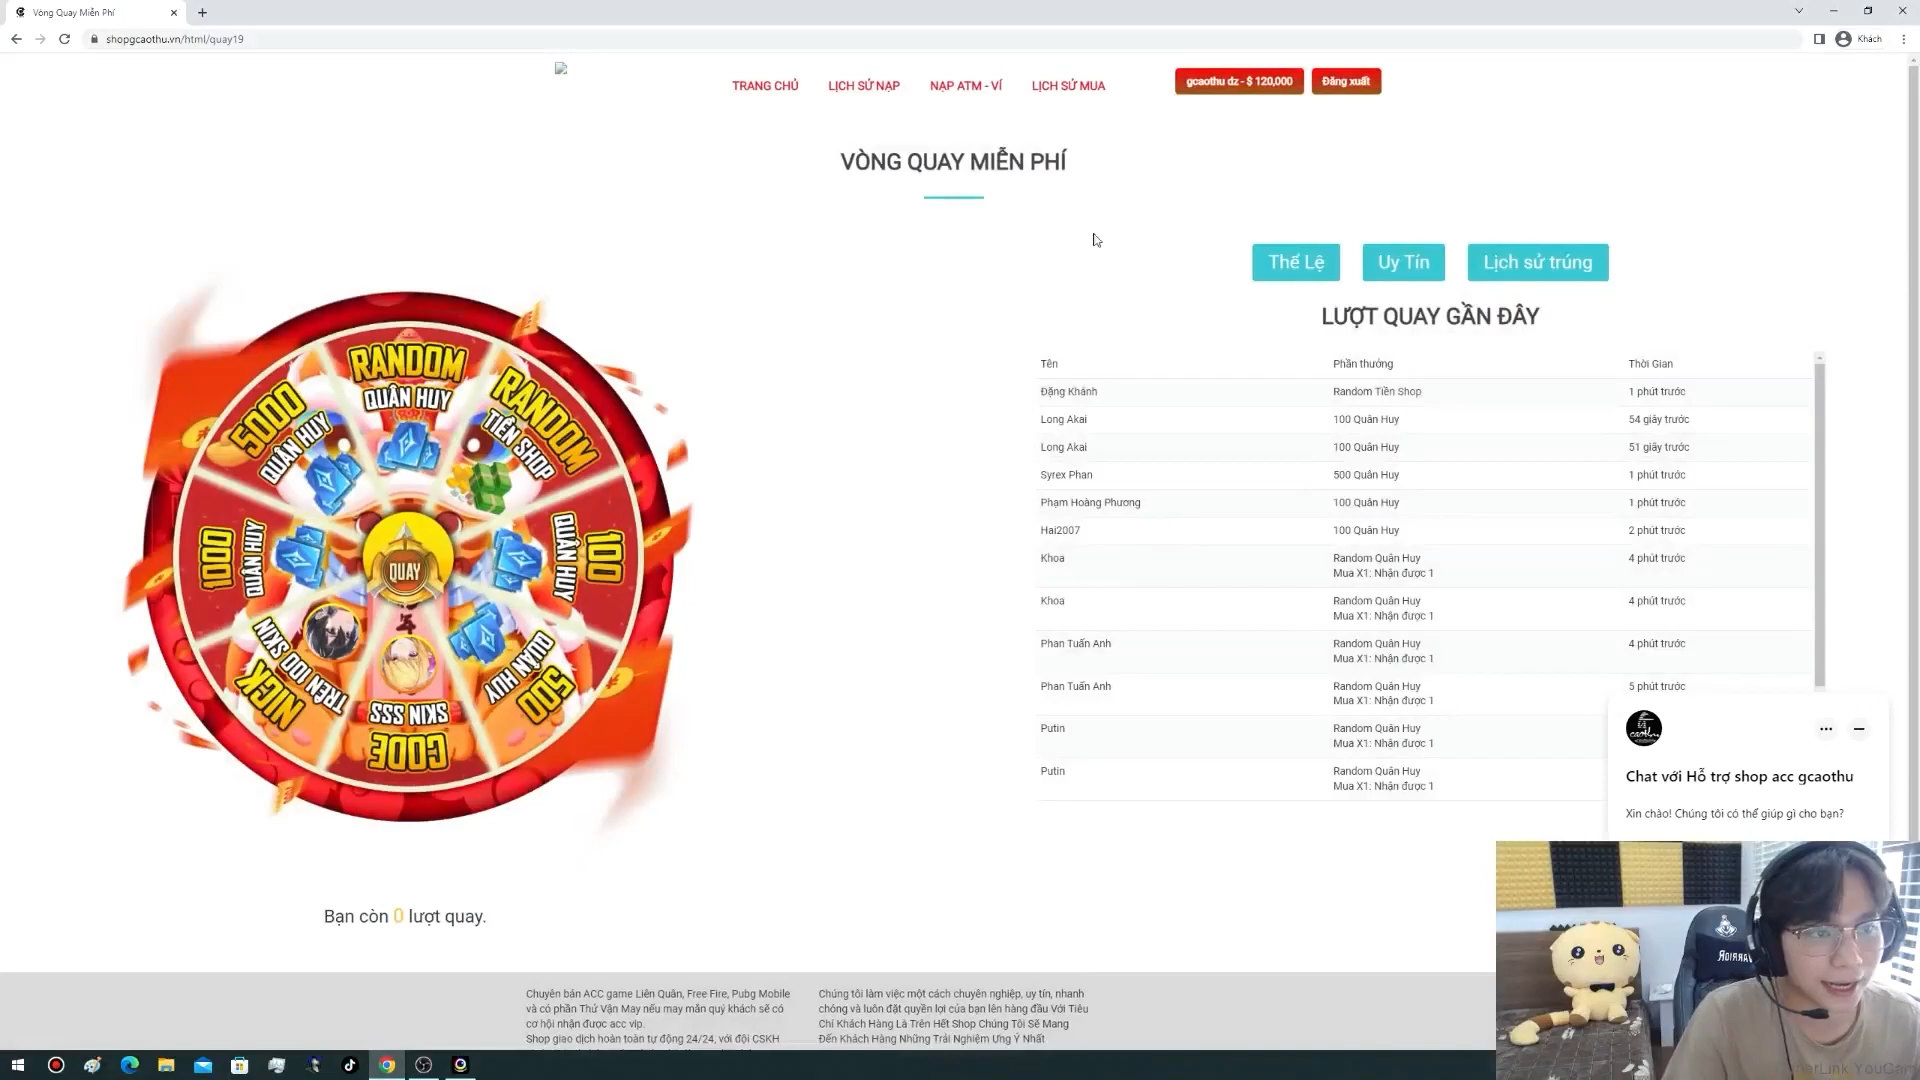 Vòng Quay Miễn Phí
shopgcaothu.vn/html/quay19
Khách
TRANG CHỦ
LỊCH SỬ NẠP
NẠP ATM - VÍ
LỊCH SỬ MUA
gcaothu dz - $ 120,000
Đăng xuất
VÒNG QUAY MIỄN PHÍ
Thể Lệ
Uy Tín
Lịch sử trúng
LƯỢT QUAY GẦN ĐÂY
RANDOM
QUÂN HUY
RANDOM
TIỀN SHOP
100
QUÂN HUY
500
QUÂN HUY
CODE
SKIN SSS
NICK
TRÊN 100 SKIN
1000
QUÂN HUY
5000
QUÂN HUY
QUAY
Tên Phần thưởng Thời Gian
Đặng Khánh Random Tiền Shop 1 phút trước
Long Akai 100 Quân Huy 54 giây trước
Long Akai 100 Quân Huy 51 giây trước
Syrex Phan 500 Quân Huy 1 phút trước
Phạm Hoàng Phương 100 Quân Huy 1 phút trước
Hai2007 100 Quân Huy 2 phút trước
Khoa Random Quân Huy 4 phút trước
Mua X1: Nhận được 1
Khoa Random Quân Huy 4 phút trước
Mua X1: Nhận được 1
Phan Tuấn Anh Random Quân Huy 4 phút trước
Mua X1: Nhận được 1
Phan Tuấn Anh Random Quân Huy 5 phút trước
Mua X1: Nhận được 1
Putin Random Quân Huy
Mua X1: Nhận được 1
Putin Random Quân Huy
Mua X1: Nhận được 1
Chat với Hỗ trợ shop acc gcaothu
Xin chào! Chúng tôi có thể giúp gì cho bạn?
Bạn còn 0 lượt quay.
Chuyên bán ACC game Liên Quân, Free Fire, Pubg Mobile
và có phần Thử Vận May nếu may mắn quý khách sẽ có
cơ hội nhận được acc vip.
Shop giao dịch hoàn toàn tự động 24/24, với đội CSKH
Chúng tôi làm việc một cách chuyên nghiệp, uy tín, nhanh
chóng và luôn đặt quyền lợi của bạn lên hàng đầu Với Tiêu
Chí Khách Hàng Là Trên Hết Shop Chúng Tôi Sẽ Mang
Đến Khách Hàng Những Trải Nghiệm Ưng Ý Nhất